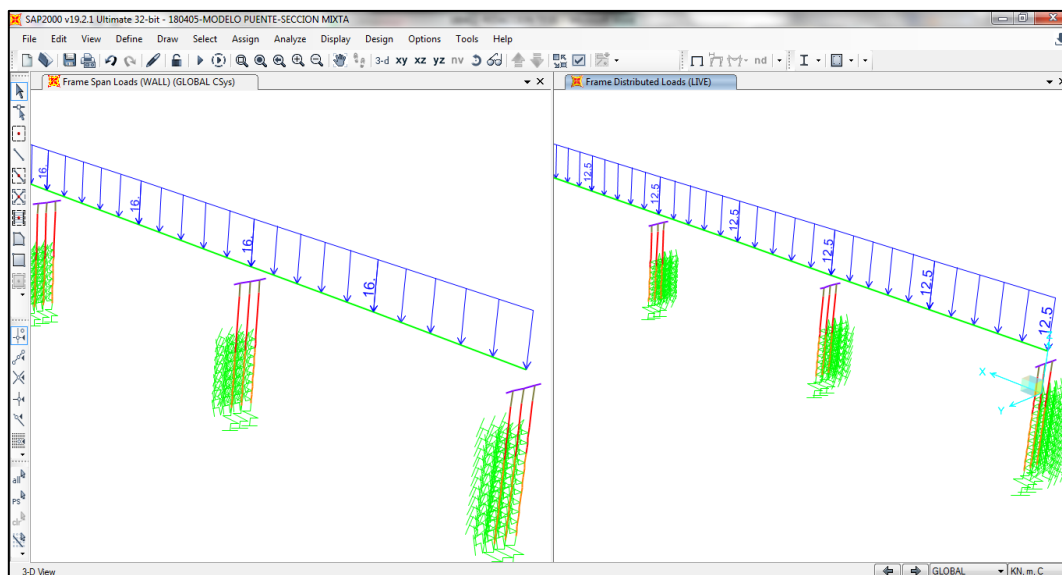 SAP2000 v19.2.1 Ultimate 32-bit - 180405-MODELO PUENTE-SECCION MIXTA
File Edit View Define Draw Select Assign Analyze Display Design Options Tools Help
3-d xy xz yz nv nd
Frame Span Loads (WALL) (GLOBAL CSys)
Frame Distributed Loads (LIVE)
16.
16.
16.
16.
12.5
12.5
12.5
12.5
12.5
12.5
X
Y
all
PS
clr
3-D View
GLOBAL
KN, m, C